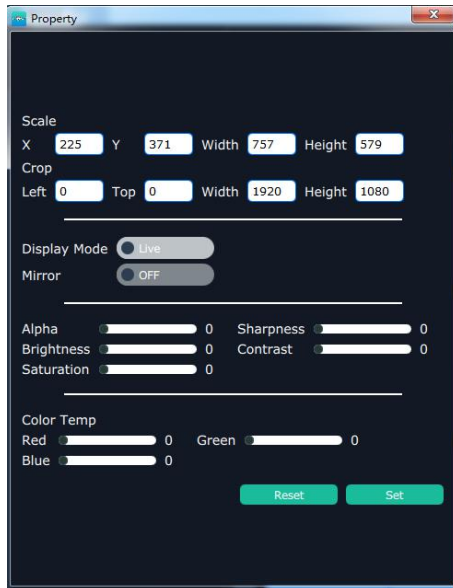 Property
Scale
X 225 Y 371 Width 757 Height 579
Crop
Left 0 Top 0 Width 1920 Height 1080
Display Mode Live
Mirror OFF
Alpha 0 Sharpness 0
Brightness 0 Contrast 0
Saturation 0
Color Temp
Red 0 Green 0
Blue 0
Reset Set